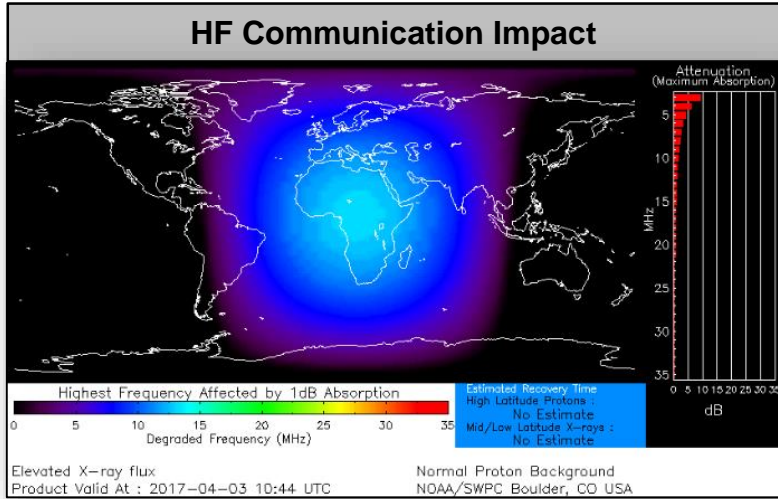 HF Communication Impact
Attenuation
(Maximum Absorption)
5
10
15
20
25
30
35
MHz
0 5 10 15 20 25 30 35
dB
Highest Frequency Affected by 1dB Absorption
0 5 10 15 20 25 30 35
Degraded Frequency (MHz)
Estimated Recovery Time
High Latitude Protons :
No Estimate
Mid/Low Latitude X-rays :
No Estimate
Elevated X-ray flux
Normal Proton Background
Product Valid At : 2017-04-03 10:44 UTC
NOAA/SWPC Boulder, CO USA